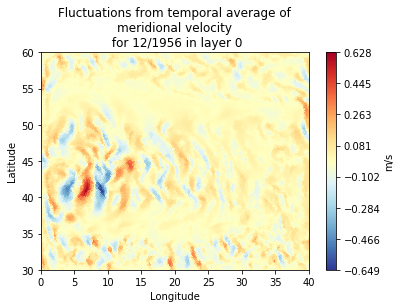 Fluctuations from temporal average of
meridional velocity
for 12/1956 in layer 0
60
55
50
45
40
35
30
Latitude
0 5 10 15 20 25 30 35 40
Longitude
0.628
0.445
0.263
0.081
−0.102
−0.284
−0.466
−0.649
m/s